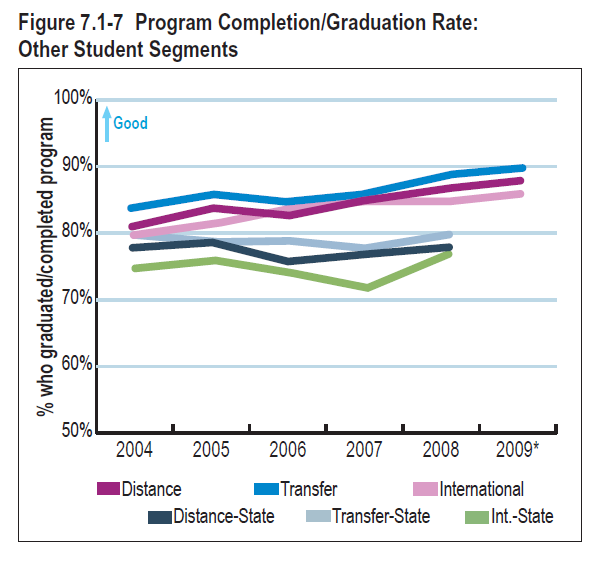 Figure 7.1-7 Program Completion/Graduation Rate:
Other Student Segments
% who graduated/completed program
100%
Good
90%
80%
70%
60%
50%
2004 2005 2006 2007 2008 2009*
Distance Transfer International
Distance-State Transfer-State Int.-State